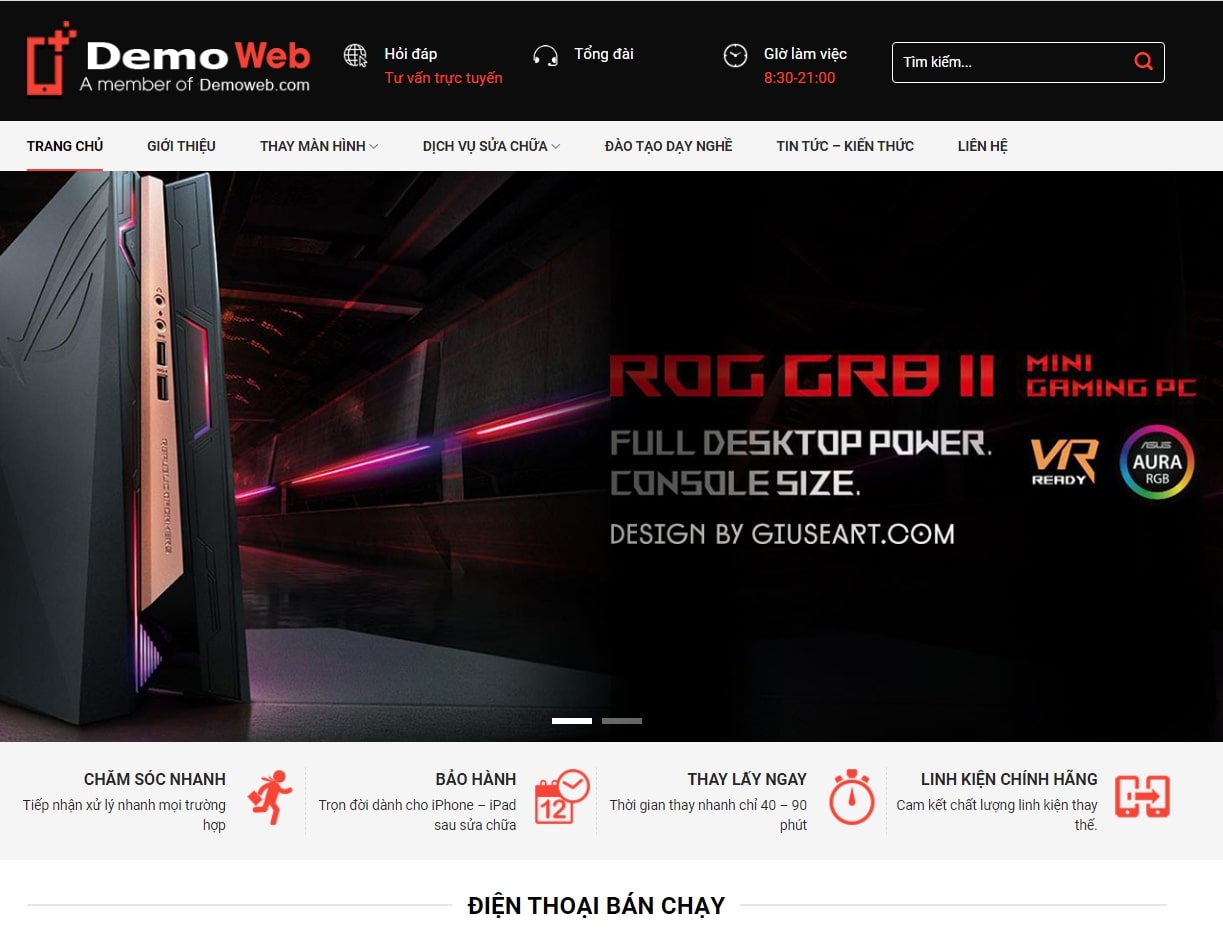 Demo Web
A member of Demoweb.com
Hỏi đáp
Tư vấn trực tuyến
Tổng đài
Giờ làm việc
8:30-21:00
Tìm kiếm...
TRANG CHỦ
GIỚI THIỆU
THAY MÀN HÌNH
DỊCH VỤ SỬA CHỮA
ĐÀO TẠO DẠY NGHỀ
TIN TỨC – KIẾN THỨC
LIÊN HỆ
ROG GR8 II
MINI
GAMING PC
FULL DESKTOP POWER.
CONSOLE SIZE.
VR
READY
ASUS
AURA
RGB
DESIGN BY GIUSEART.COM
REPUBLIC OF GAMERS
CHĂM SÓC NHANH
Tiếp nhận xử lý nhanh mọi trường
hợp
BẢO HÀNH
Trọn đời dành cho iPhone – iPad
sau sửa chữa
12
THAY LẤY NGAY
Thời gian thay nhanh chỉ 40 – 90
phút
LINH KIỆN CHÍNH HÃNG
Cam kết chất lượng linh kiện thay
thế.
ĐIỆN THOẠI BÁN CHẠY